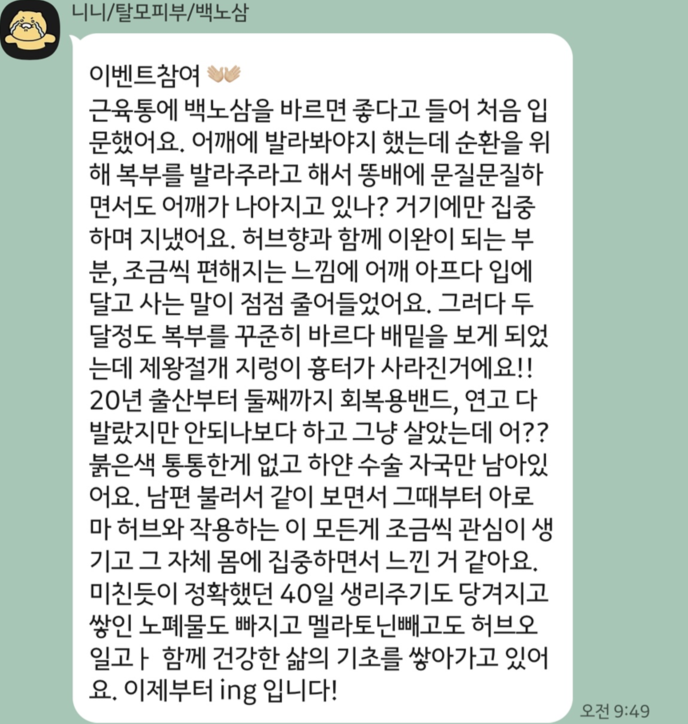 니니/탈모피부/백노삼
이벤트참여 👐🏼
근육통에 백노삼을 바르면 좋다고 들어 처음 입
문했어요. 어깨에 발라봐야지 했는데 순환을 위
해 복부를 발라주라고 해서 똥배에 문질문질하
면서도 어깨가 나아지고 있나? 거기에만 집중
하며 지냈어요. 허브향과 함께 이완이 되는 부
분, 조금씩 편해지는 느낌에 어깨 아프다 입에
달고 사는 말이 점점 줄어들었어요. 그러다 두
달정도 복부를 꾸준히 바르다 배밑을 보게 되었
는데 제왕절개 지렁이 흉터가 사라진거에요!!
20년 출산부터 둘째까지 회복용밴드, 연고 다
발랐지만 안되나보다 하고 그냥 살았는데 어??
붉은색 통통한게 없고 하얀 수술 자국만 남아있
어요. 남편 불러서 같이 보면서 그때부터 아로
마 허브와 작용하는 이 모든게 조금씩 관심이 생
기고 그 자체 몸에 집중하면서 느낀 거 같아요.
미친듯이 정확했던 40일 생리주기도 당겨지고
쌓인 노폐물도 빠지고 멜라토닌빼고도 허브오
일고ㅏ 함께 건강한 삶의 기초를 쌓아가고 있어
요. 이제부터 ing 입니다!
오전 9:49